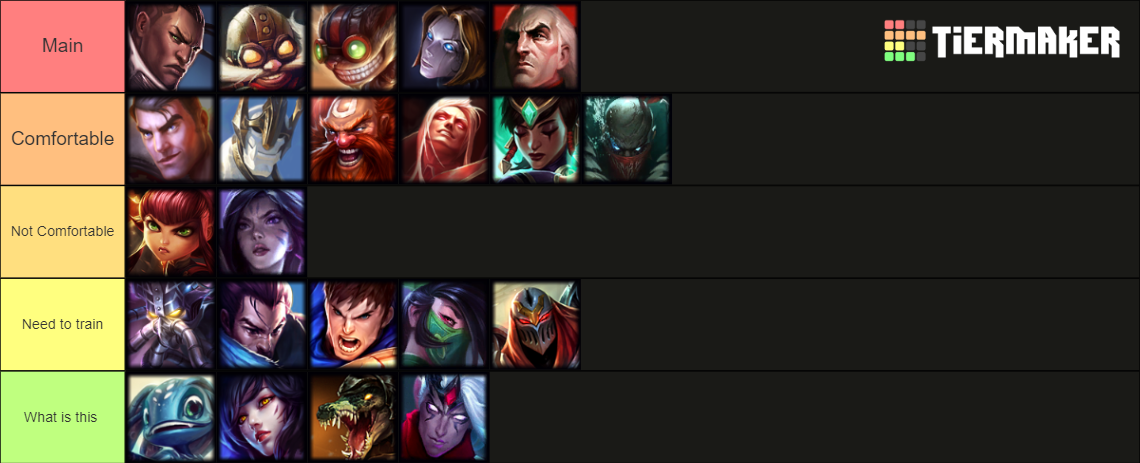 Main
TiERMAKER
Comfortable
Not Comfortable
Need to train
What is this